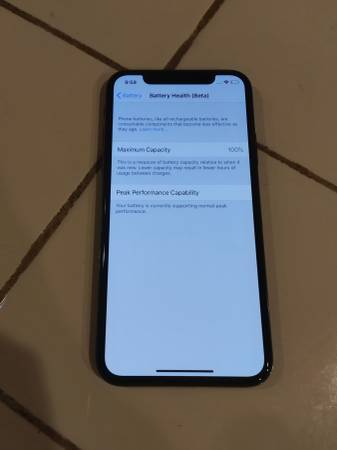 9:58
Battery
Battery Health (Beta)
Phone batteries, like all rechargeable batteries, are
consumable components that become less effective as
they age. Learn more...
Maximum Capacity 100%
This is a measure of battery capacity relative to when it
was new. Lower capacity may result in fewer hours of
usage between charges.
Peak Performance Capability
Your battery is currently supporting normal peak
performance.